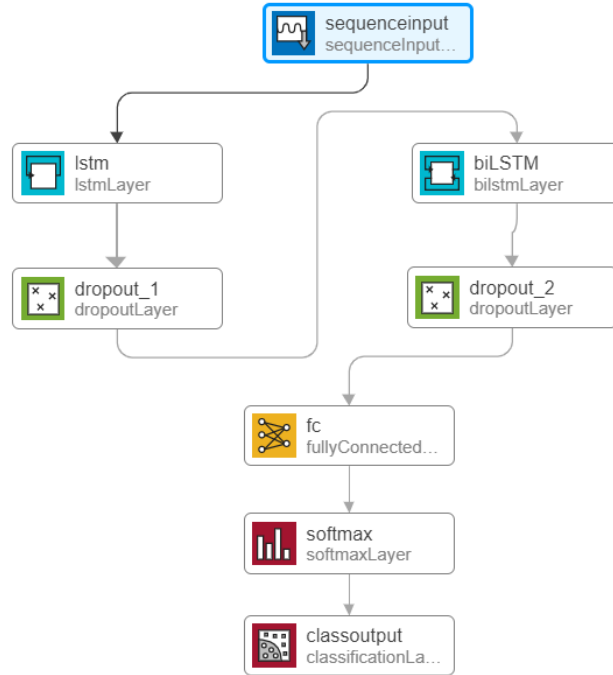 sequenceinput
sequenceInput...
lstm
lstmLayer
biLSTM
bilstmLayer
dropout_1
dropoutLayer
dropout_2
dropoutLayer
fc
fullyConnected...
softmax
softmaxLayer
classoutput
classificationLa...